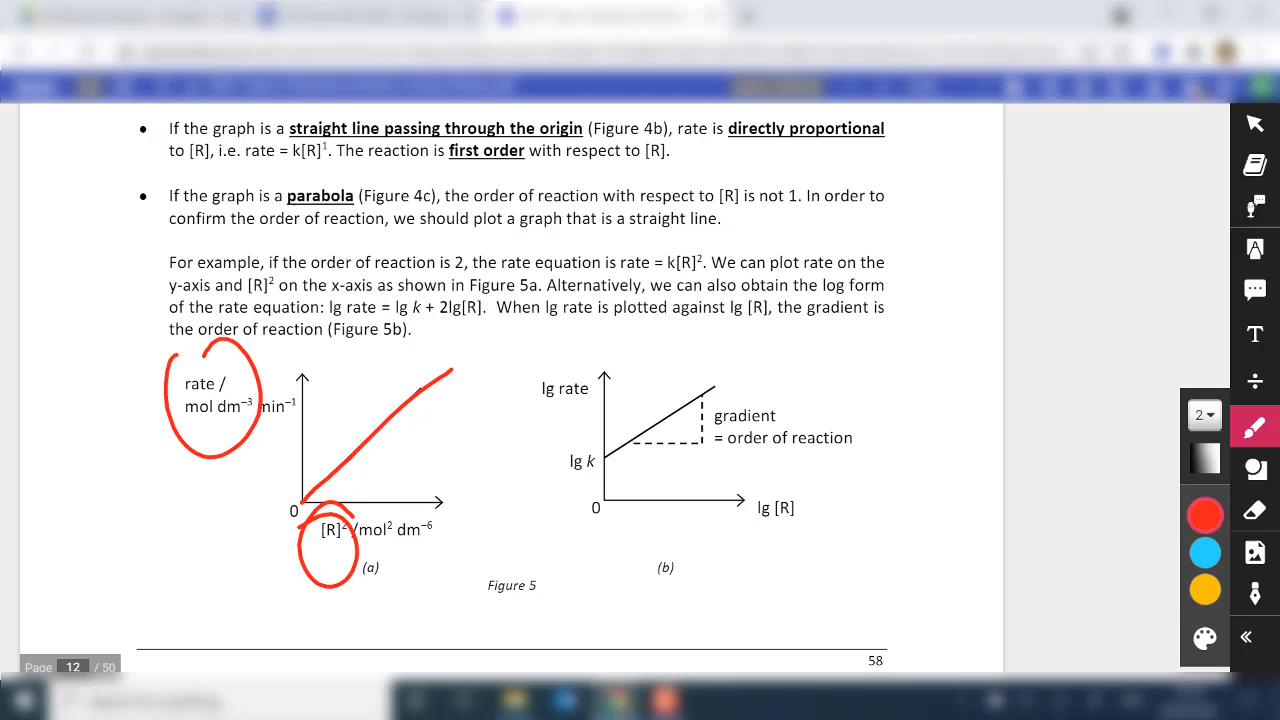 • If the graph is a straight line passing through the origin (Figure 4b), rate is directly proportional
to [R], i.e. rate = k[R]¹. The reaction is first order with respect to [R].
• If the graph is a parabola (Figure 4c), the order of reaction with respect to [R] is not 1. In order to
confirm the order of reaction, we should plot a graph that is a straight line.
For example, if the order of reaction is 2, the rate equation is rate = k[R]². We can plot rate on the
y-axis and [R]² on the x-axis as shown in Figure 5a. Alternatively, we can also obtain the log form
of the rate equation: lg rate = lg k + 2lg[R]. When lg rate is plotted against lg [R], the gradient is
the order of reaction (Figure 5b).
rate /
mol dm⁻³ min⁻¹
0
[R]² /mol² dm⁻⁶
(a)
lg rate
gradient
= order of reaction
lg k
0
lg [R]
(b)
Figure 5
58
Page 12 / 50
2
T